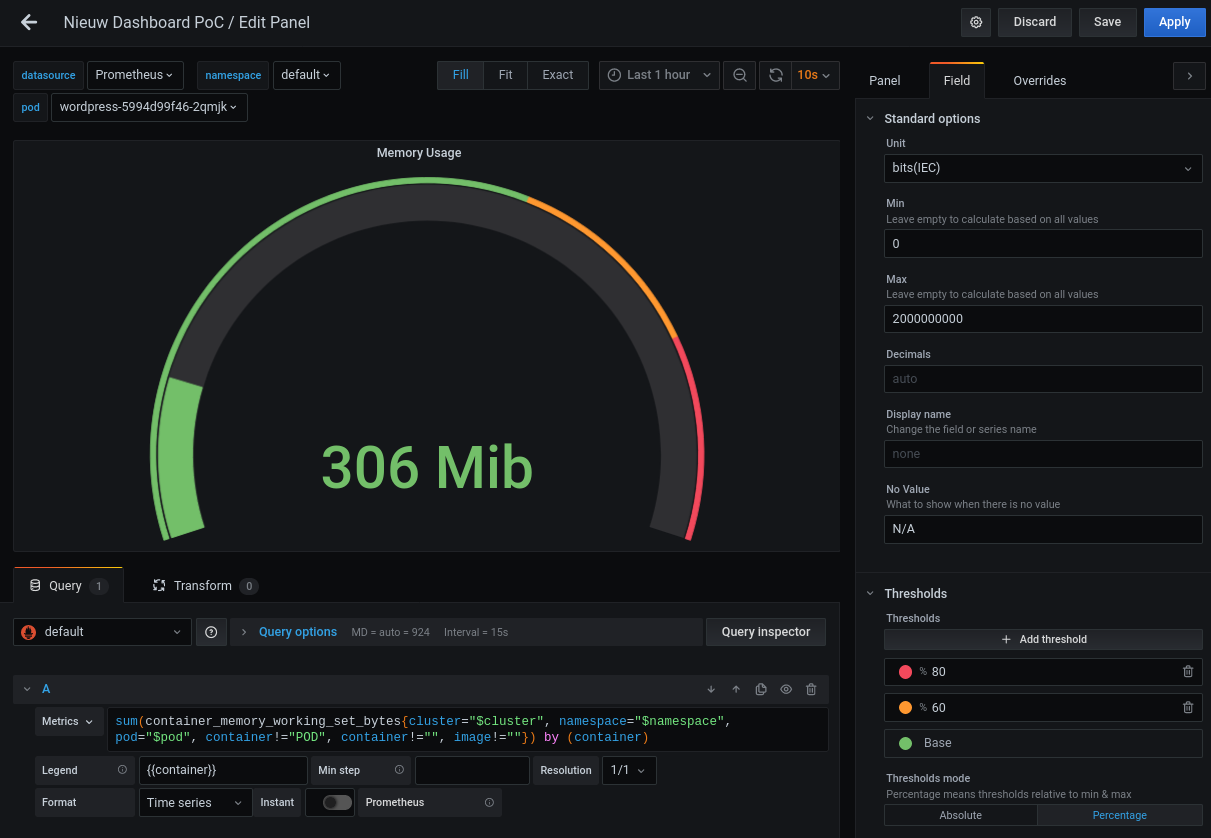 Nieuw Dashboard PoC / Edit Panel
Discard
Save
Apply
datasource
Prometheus
namespace
default
Fill
Fit
Exact
Last 1 hour
10s
pod
wordpress-5994d99f46-2qmjk
Memory Usage
306 Mib
Query 1
Transform 0
default
Query options
MD = auto = 924
Interval = 15s
Query inspector
A
Metrics
sum(container_memory_working_set_bytes{cluster="$cluster", namespace="$namespace",
pod="$pod", container!="POD", container!="", image!=""}) by (container)
Legend
{{container}}
Min step
Resolution
1/1
Format
Time series
Instant
Prometheus
Panel
Field
Overrides
Standard options
Unit
bits(IEC)
Min
Leave empty to calculate based on all values
0
Max
Leave empty to calculate based on all values
2000000000
Decimals
auto
Display name
Change the field or series name
none
No Value
What to show when there is no value
N/A
Thresholds
Thresholds
+ Add threshold
% 80
% 60
Base
Thresholds mode
Percentage means thresholds relative to min & max
Absolute
Percentage